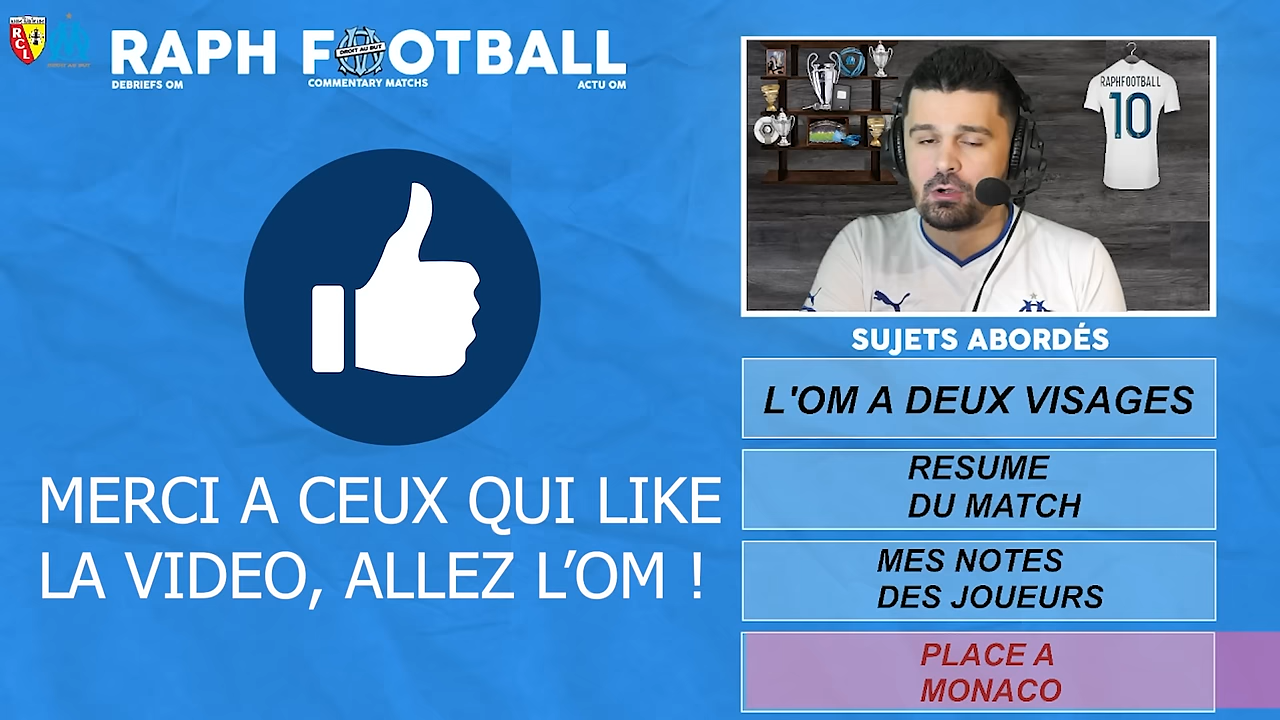 RCL
RAPH FOOTBALL
DROIT AU BUT
DEBRIEFS OM
COMMENTARY MATCHS
ACTU OM
RAPHFOOTBALL
10
SUJETS ABORDÉS
L'OM A DEUX VISAGES
RESUME
DU MATCH
MES NOTES
DES JOUEURS
PLACE A
MONACO
MERCI A CEUX QUI LIKE
LA VIDEO, ALLEZ L’OM !